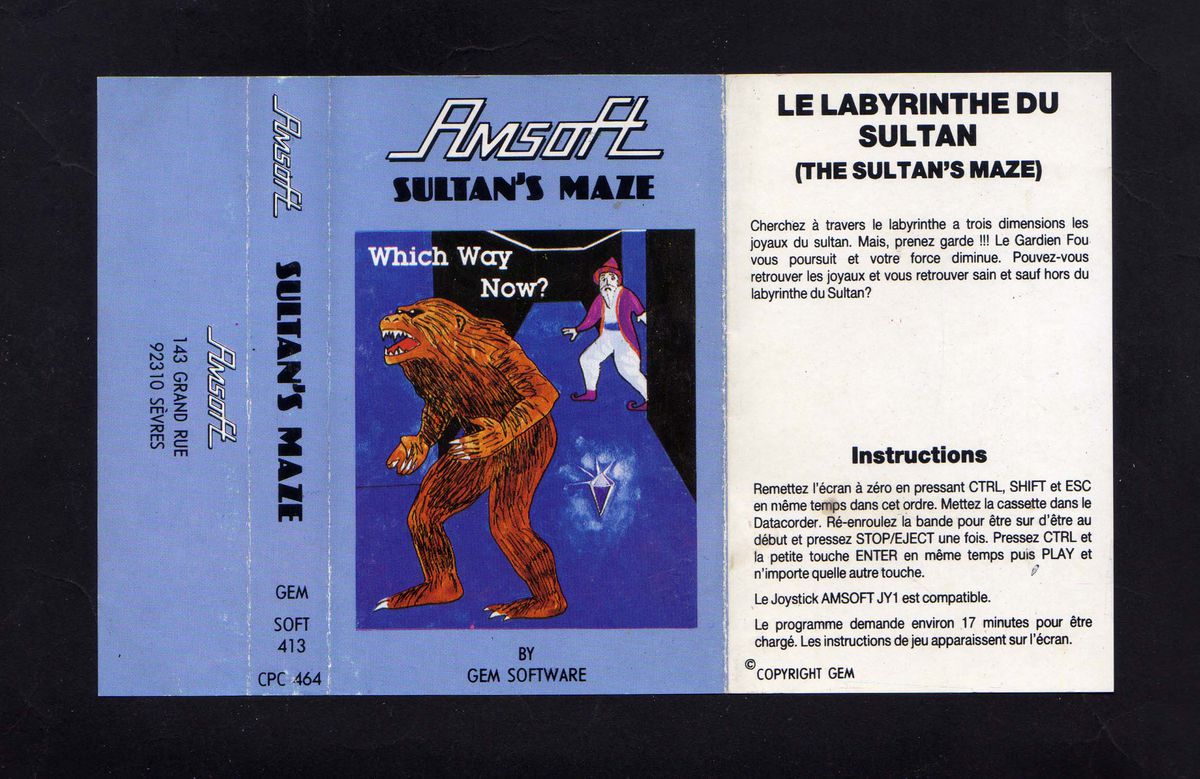 Amsoft
143 GRAND RUE
92310 SÈVRES
Amsoft
SULTAN'S MAZE
GEM
SOFT
413
CPC 464
Amsoft
SULTAN'S MAZE
Which Way
Now?
BY
GEM SOFTWARE
LE LABYRINTHE DU
SULTAN
(THE SULTAN'S MAZE)
Cherchez à travers le labyrinthe a trois dimensions les
joyaux du sultan. Mais, prenez garde !!! Le Gardien Fou
vous poursuit et votre force diminue. Pouvez-vous
retrouver les joyaux et vous retrouver sain et sauf hors du
labyrinthe du Sultan?
Instructions
Remettez l'écran à zéro en pressant CTRL, SHIFT et ESC
en même temps dans cet ordre. Mettez la cassette dans le
Datacorder. Ré-enroulez la bande pour être sur d'être au
début et pressez STOP/EJECT une fois. Pressez CTRL et
la petite touche ENTER en même temps puis PLAY et
n'importe quelle autre touche.
Le Joystick AMSOFT JY1 est compatible.
Le programme demande environ 17 minutes pour être
chargé. Les instructions de jeu apparaissent sur l'écran.
© COPYRIGHT GEM